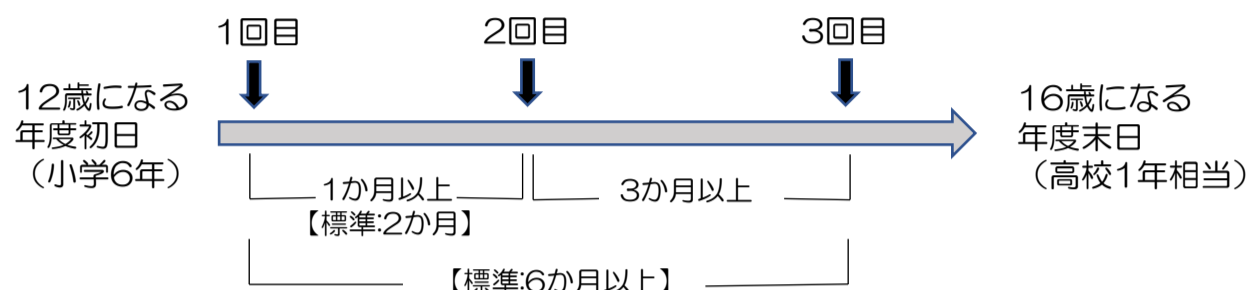 1回目
2回目
3回目
12歳になる
年度初日
（小学6年）
16歳になる
年度末日
（高校1年相当）
1か月以上
【標準:2か月】
3か月以上
【標準:6か月以上】